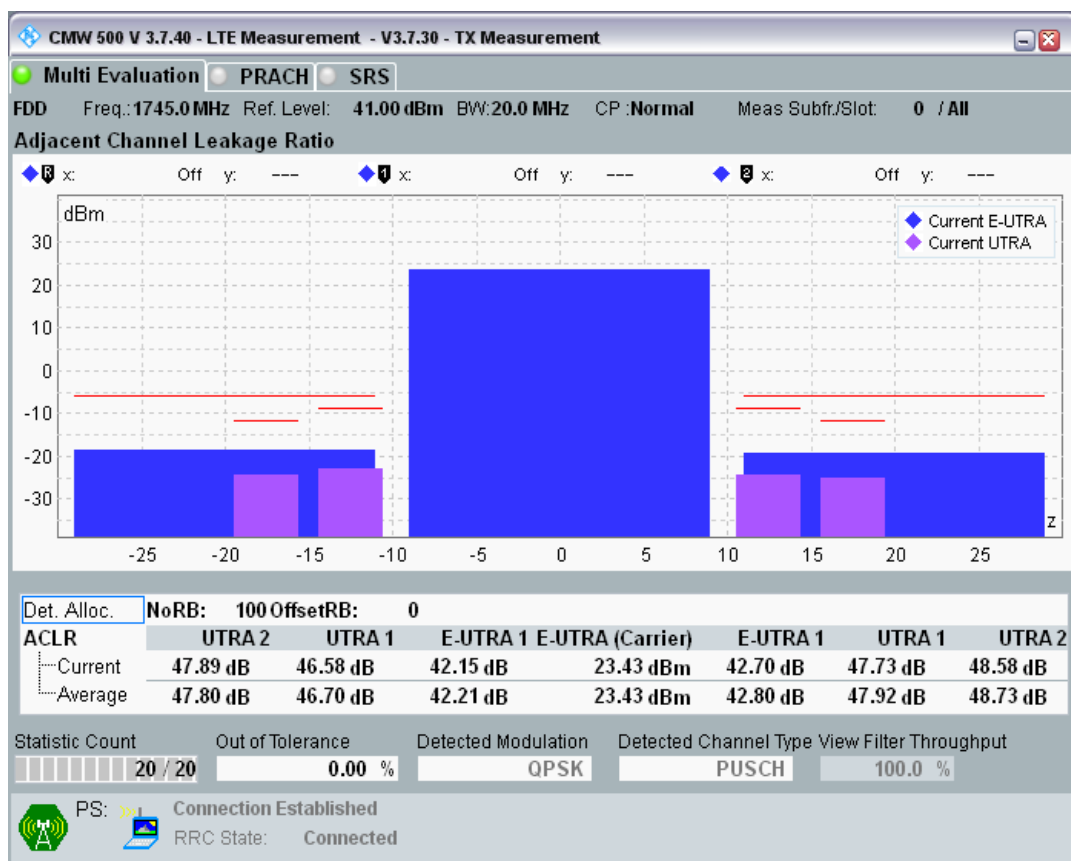 CMW 500 V 3.7.40 - LTE Measurement - V3.7.30 - TX Measurement
Multi Evaluation PRACH SRS
FDD Freq.: 1745.0 MHz Ref. Level: 41.00 dBm BW: 20.0 MHz CP : Normal Meas Subfr./Slot: 0 / All
Adjacent Channel Leakage Ratio
R x: Off y: --- 1 x: Off y: --- 2 x: Off y: ---
dBm
Current E-UTRA
Current UTRA
30
20
10
0
-10
-20
-30
z
-25 -20 -15 -10 -5 0 5 10 15 20 25
Det. Alloc. NoRB: 100 OffsetRB: 0
ACLR UTRA 2 UTRA 1 E-UTRA 1 E-UTRA (Carrier) E-UTRA 1 UTRA 1 UTRA 2
Current 47.89 dB 46.58 dB 42.15 dB 23.43 dBm 42.70 dB 47.73 dB 48.58 dB
Average 47.80 dB 46.70 dB 42.21 dB 23.43 dBm 42.80 dB 47.92 dB 48.73 dB
Statistic Count Out of Tolerance Detected Modulation Detected Channel Type View Filter Throughput
20 / 20 0.00 % QPSK PUSCH 100.0 %
PS: Connection Established
RRC State: Connected